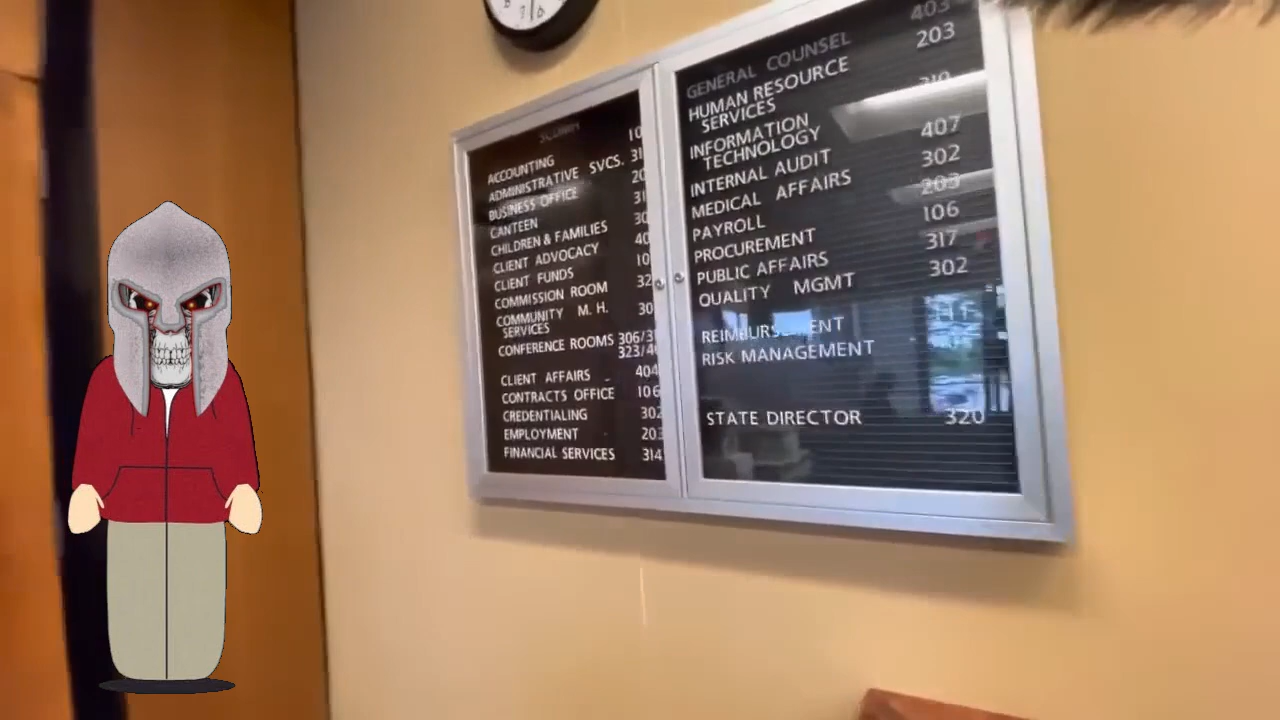 ACCOUNTING
ADMINISTRATIVE SVCS.
BUSINESS OFFICE
CANTEEN
CHILDREN & FAMILIES
CLIENT ADVOCACY
CLIENT FUNDS
COMMISSION ROOM
COMMUNITY M. H.
SERVICES
CONFERENCE ROOMS
CLIENT AFFAIRS 404
CONTRACTS OFFICE 106
CREDENTIALING 302
EMPLOYMENT 203
FINANCIAL SERVICES 314
403
GENERAL COUNSEL 203
HUMAN RESOURCE
SERVICES
INFORMATION
TECHNOLOGY 407
INTERNAL AUDIT 302
MEDICAL AFFAIRS 203
PAYROLL 106
PROCUREMENT 317
PUBLIC AFFAIRS 302
QUALITY MGMT
REIMBURSEMENT
RISK MANAGEMENT
STATE DIRECTOR 320